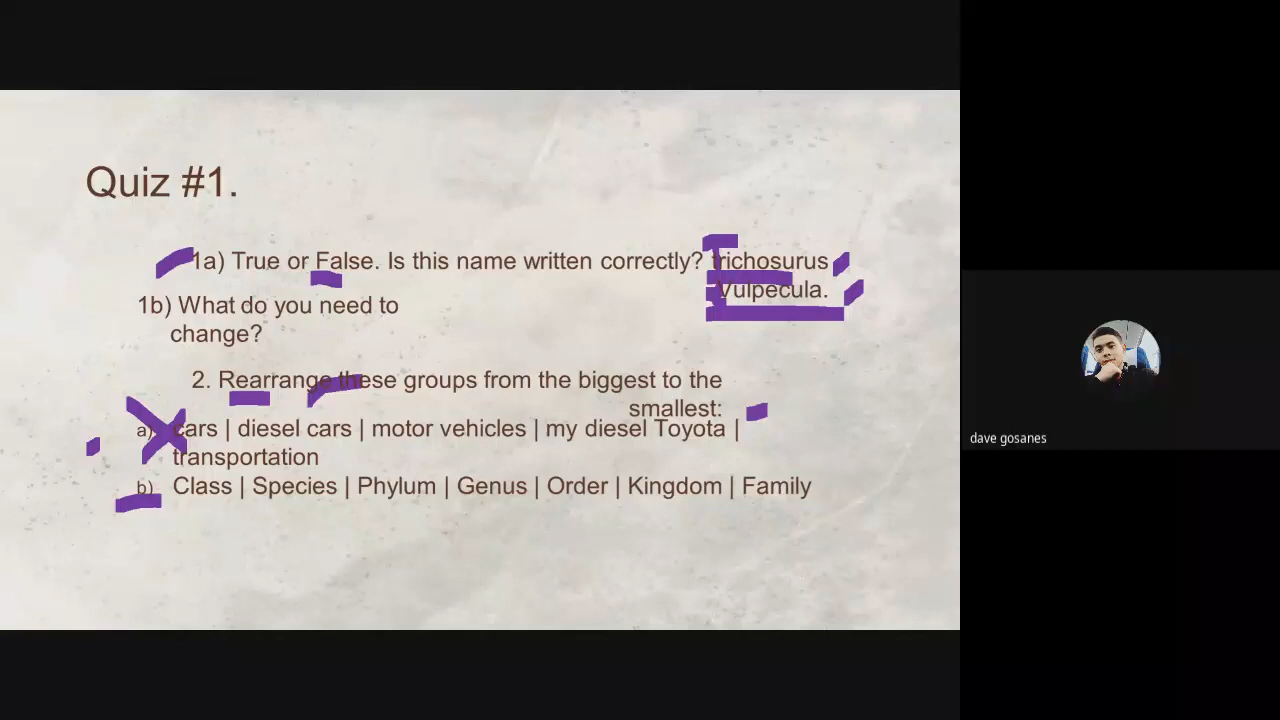 Quiz #1.
1a) True or False. Is this name written correctly? trichosurus
Vulpecula.
1b) What do you need to
change?
2. Rearrange these groups from the biggest to the
smallest:
a) cars | diesel cars | motor vehicles | my diesel Toyota |
transportation
b) Class | Species | Phylum | Genus | Order | Kingdom | Family
dave gosanes